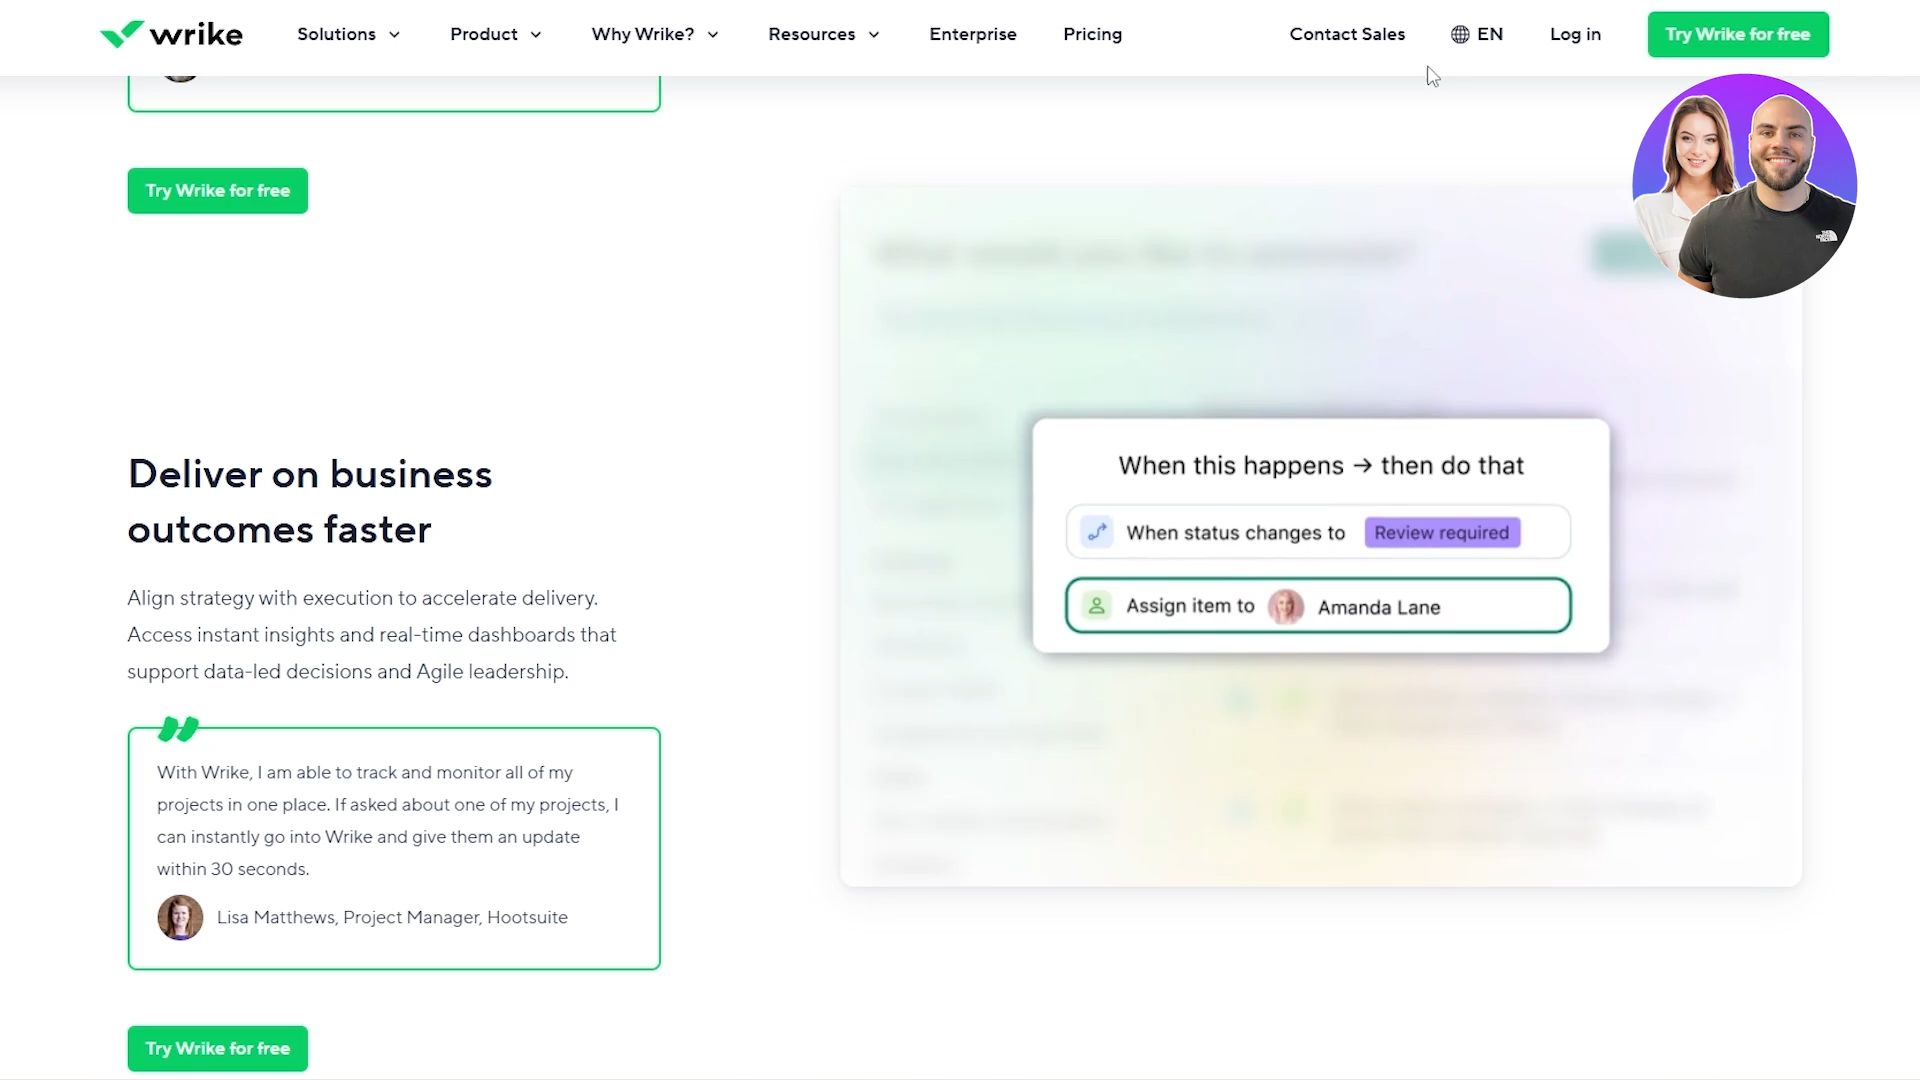 wrike
Solutions
Product
Why Wrike?
Resources
Enterprise
Pricing
Contact Sales
EN
Log in
Try Wrike for free
Try Wrike for free
Deliver on business
outcomes faster
Align strategy with execution to accelerate delivery.
Access instant insights and real-time dashboards that
support data-led decisions and Agile leadership.
With Wrike, I am able to track and monitor all of my
projects in one place. If asked about one of my projects, I
can instantly go into Wrike and give them an update
within 30 seconds.
Lisa Matthews, Project Manager, Hootsuite
Try Wrike for free
When this happens → then do that
When status changes to Review required
Assign item to Amanda Lane